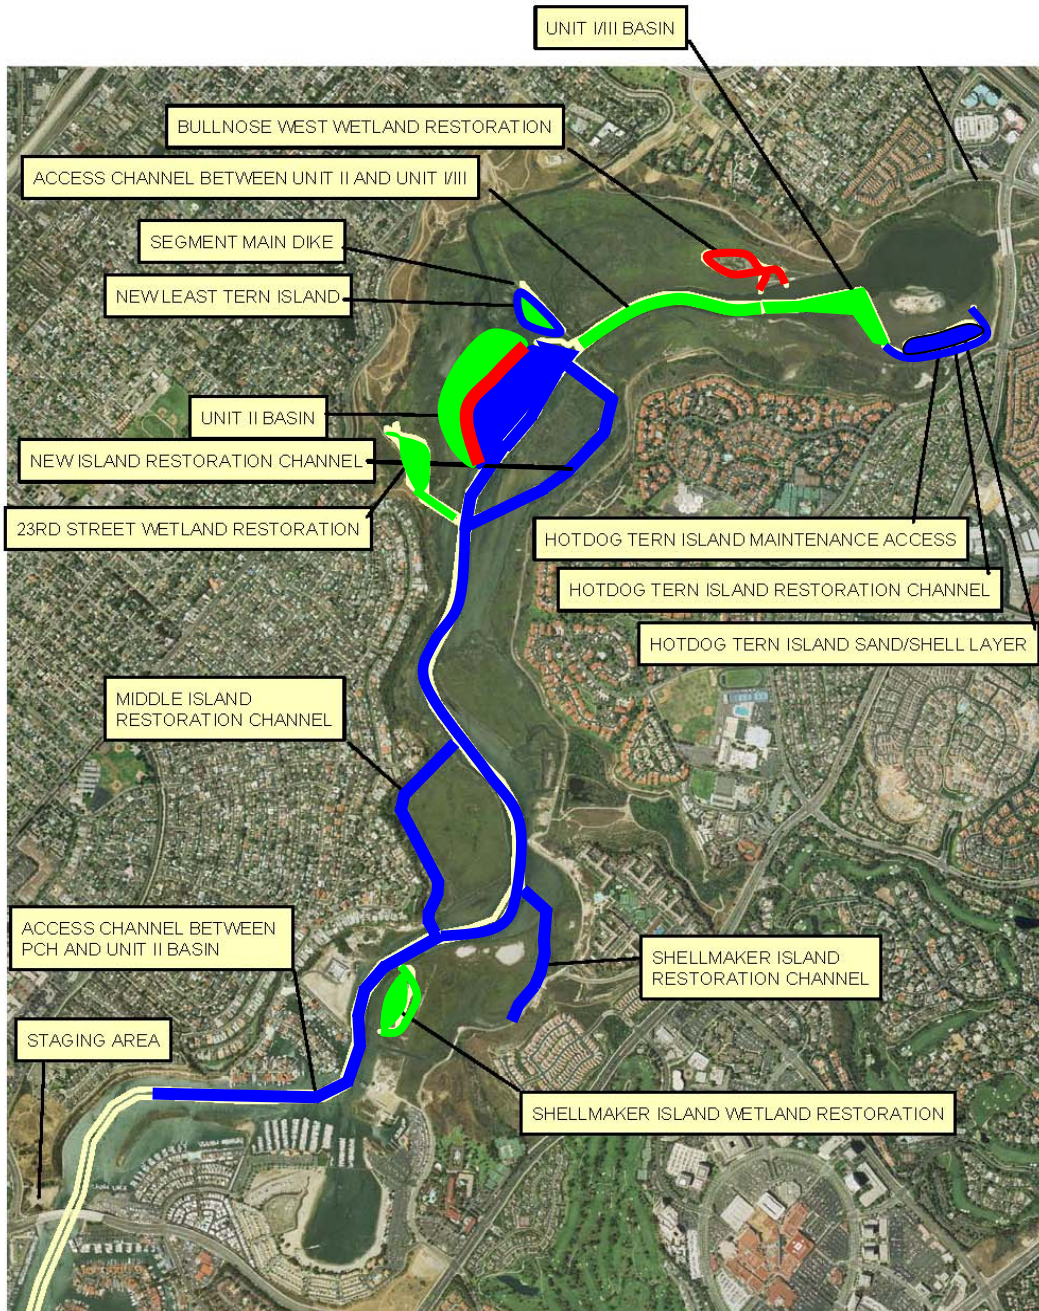 UNIT I/III BASIN
BULLNOSE WEST WETLAND RESTORATION
ACCESS CHANNEL BETWEEN UNIT II AND UNIT I/III
SEGMENT MAIN DIKE
NEW LEAST TERN ISLAND
UNIT II BASIN
NEW ISLAND RESTORATION CHANNEL
23RD STREET WETLAND RESTORATION
HOTDOG TERN ISLAND MAINTENANCE ACCESS
HOTDOG TERN ISLAND RESTORATION CHANNEL
HOTDOG TERN ISLAND SAND/SHELL LAYER
MIDDLE ISLAND
RESTORATION CHANNEL
ACCESS CHANNEL BETWEEN
PCH AND UNIT II BASIN
SHELLMAKER ISLAND
RESTORATION CHANNEL
STAGING AREA
SHELLMAKER ISLAND WETLAND RESTORATION